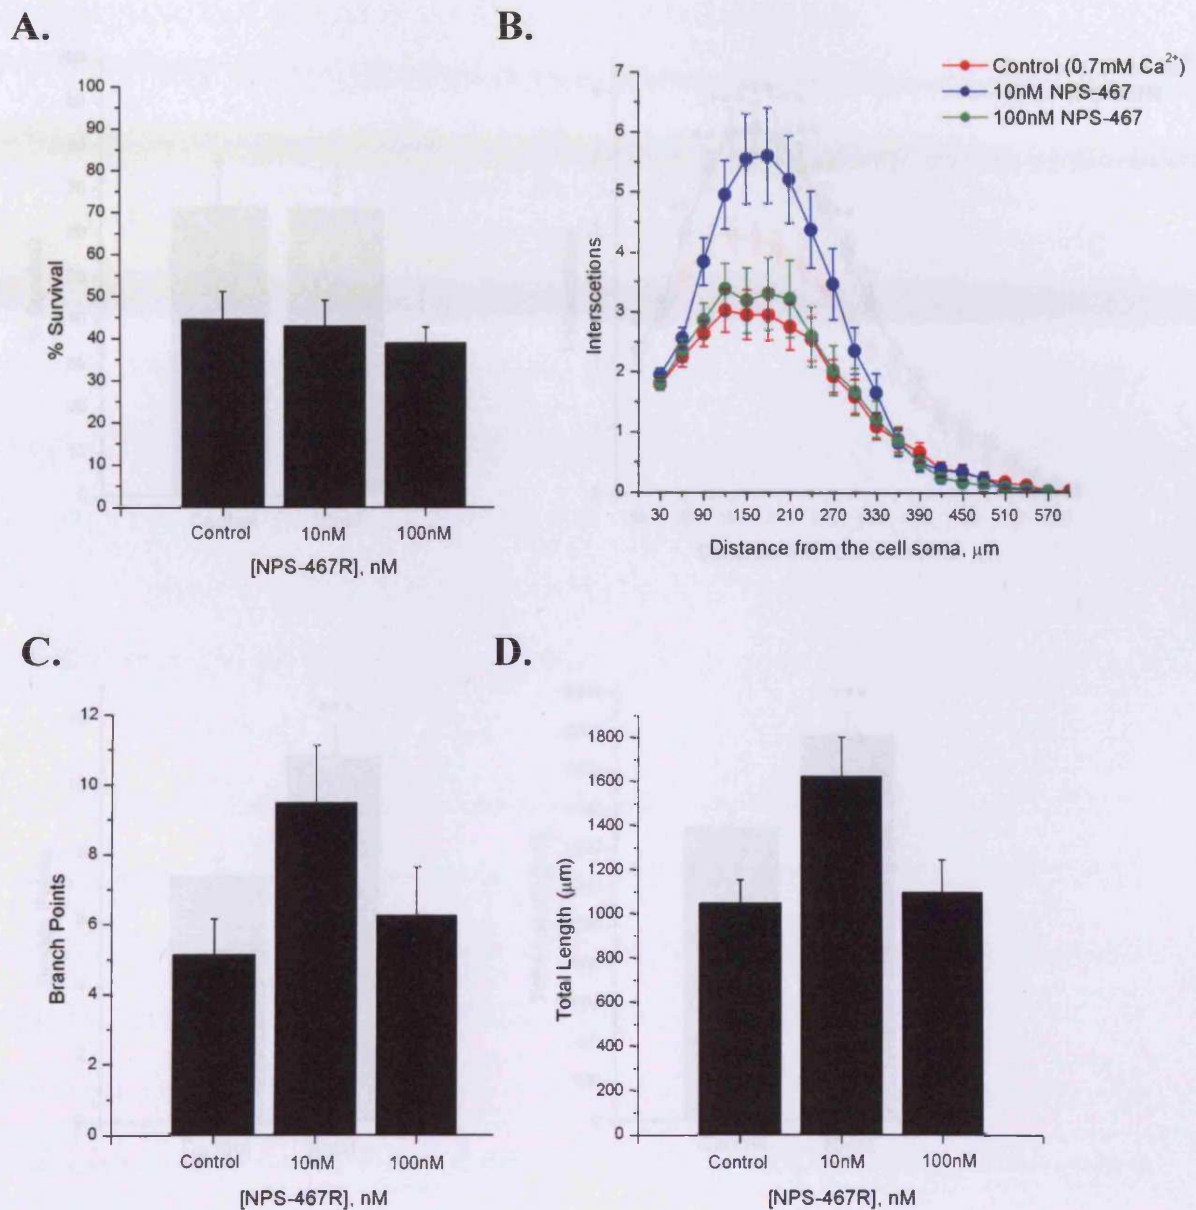 A.
100
90
80
70
60
50
40
30
20
10
0
% Survival
Control 10nM 100nM
[NPS-467R], nM
B.
Control (0.7mM Ca²⁺)
10nM NPS-467
100nM NPS-467
7
6
5
4
3
2
1
0
Interscetions
30 90 150 210 270 330 390 450 510 570
Distance from the cell soma, μm
C.
12
10
8
6
4
2
0
Branch Points
Control 10nM 100nM
[NPS-467R], nM
D.
1800
1600
1400
1200
1000
800
600
400
200
0
Total Length (μm)
Control 10nM 100nM
[NPS-467R], nM